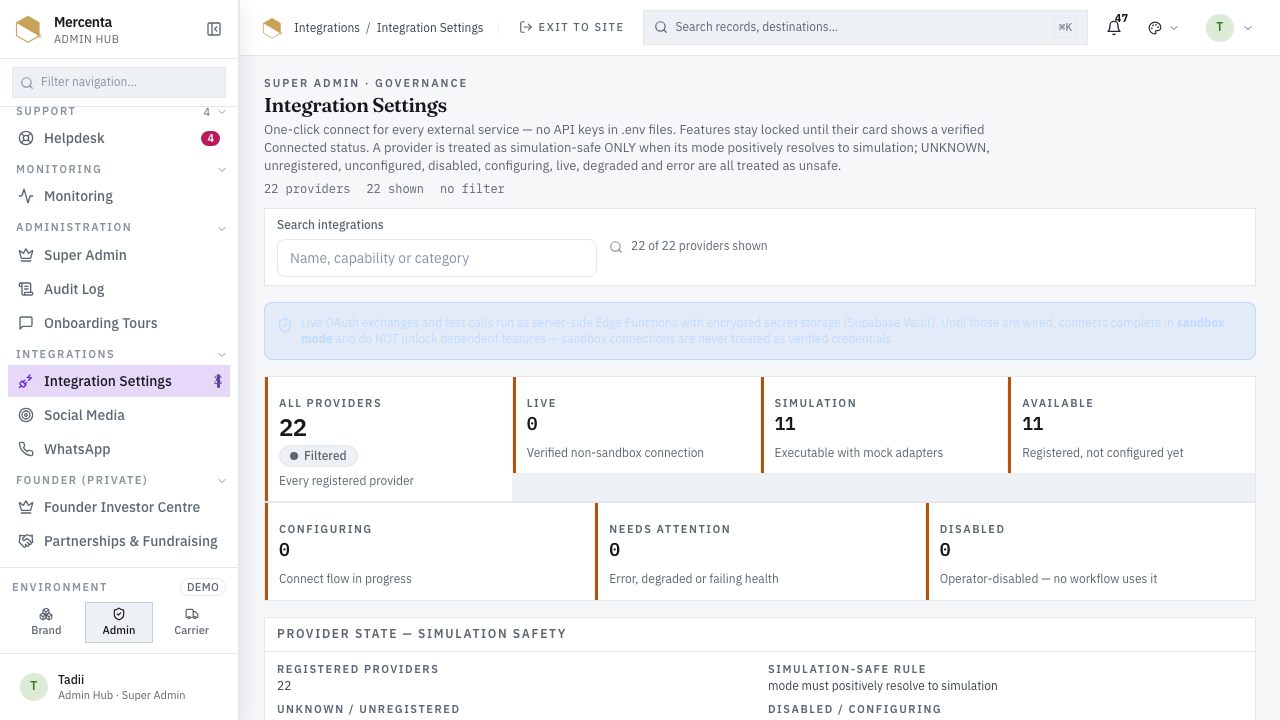 Mercenta
ADMIN HUB
Filter navigation...
SUPPORT 4
Helpdesk 4
MONITORING
Monitoring
ADMINISTRATION
Super Admin
Audit Log
Onboarding Tours
INTEGRATIONS
Integration Settings
Social Media
WhatsApp
FOUNDER (PRIVATE)
Founder Investor Centre
Partnerships & Fundraising
ENVIRONMENT DEMO
Brand Admin Carrier
T
Tadii
Admin Hub · Super Admin
Integrations / Integration Settings
EXIT TO SITE
Search records, destinations... ⌘K
47
T
SUPER ADMIN · GOVERNANCE
Integration Settings
One-click connect for every external service — no API keys in .env files. Features stay locked until their card shows a verified
Connected status. A provider is treated as simulation-safe ONLY when its mode positively resolves to simulation; UNKNOWN,
unregistered, unconfigured, disabled, configuring, live, degraded and error are all treated as unsafe.
22 providers 22 shown no filter
Search integrations
Name, capability or category
22 of 22 providers shown
Live OAuth exchanges and test calls run as server-side Edge Functions with encrypted secret storage (Supabase Vault). Until those are wired, connects complete in sandbox
mode and do NOT unlock dependent features — sandbox connections are never treated as verified credentials.
ALL PROVIDERS
22
Filtered
Every registered provider
LIVE
0
Verified non-sandbox connection
SIMULATION
11
Executable with mock adapters
AVAILABLE
11
Registered, not configured yet
CONFIGURING
0
Connect flow in progress
NEEDS ATTENTION
0
Error, degraded or failing health
DISABLED
0
Operator-disabled — no workflow uses it
PROVIDER STATE — SIMULATION SAFETY
REGISTERED PROVIDERS
22
SIMULATION-SAFE RULE
mode must positively resolve to simulation
UNKNOWN / UNREGISTERED
DISABLED / CONFIGURING